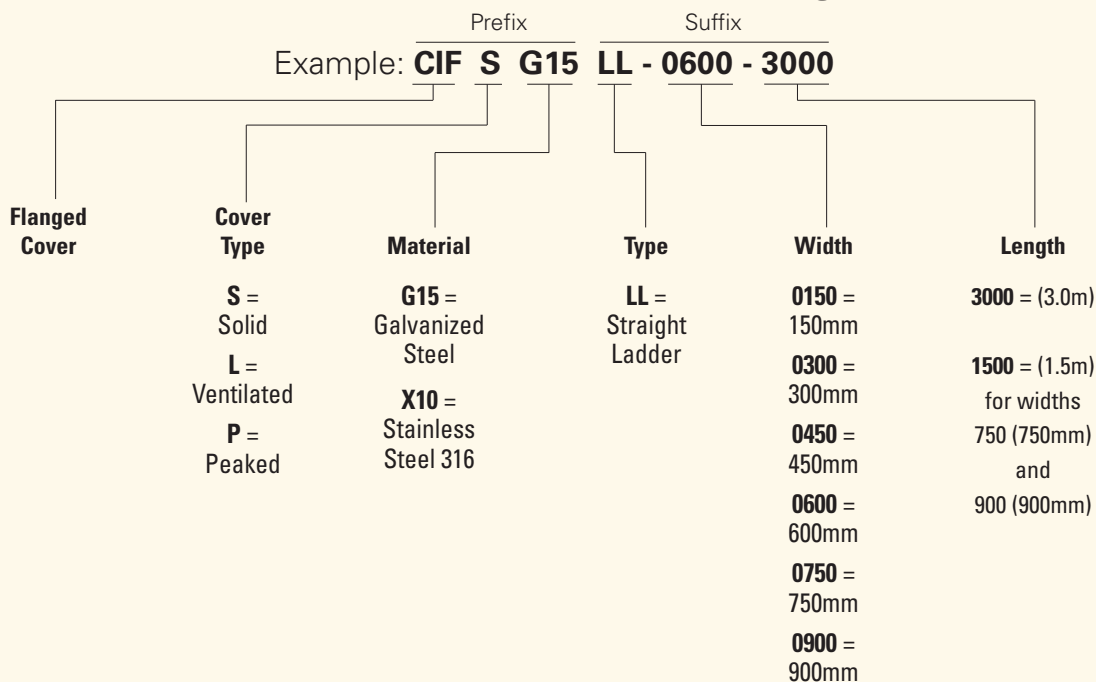 Prefix Suffix
Example: CIF S G15 LL - 0600 - 3000
Flanged
Cover
Cover
Type
S =
Solid
L =
Ventilated
P =
Peaked
Material
G15 =
Galvanized
Steel
X10 =
Stainless
Steel 316
Type
LL =
Straight
Ladder
Width
0150 =
150mm
0300 =
300mm
0450 =
450mm
0600 =
600mm
0750 =
750mm
0900 =
900mm
Length
3000 = (3.0m)
1500 = (1.5m)
for widths
750 (750mm)
and
900 (900mm)